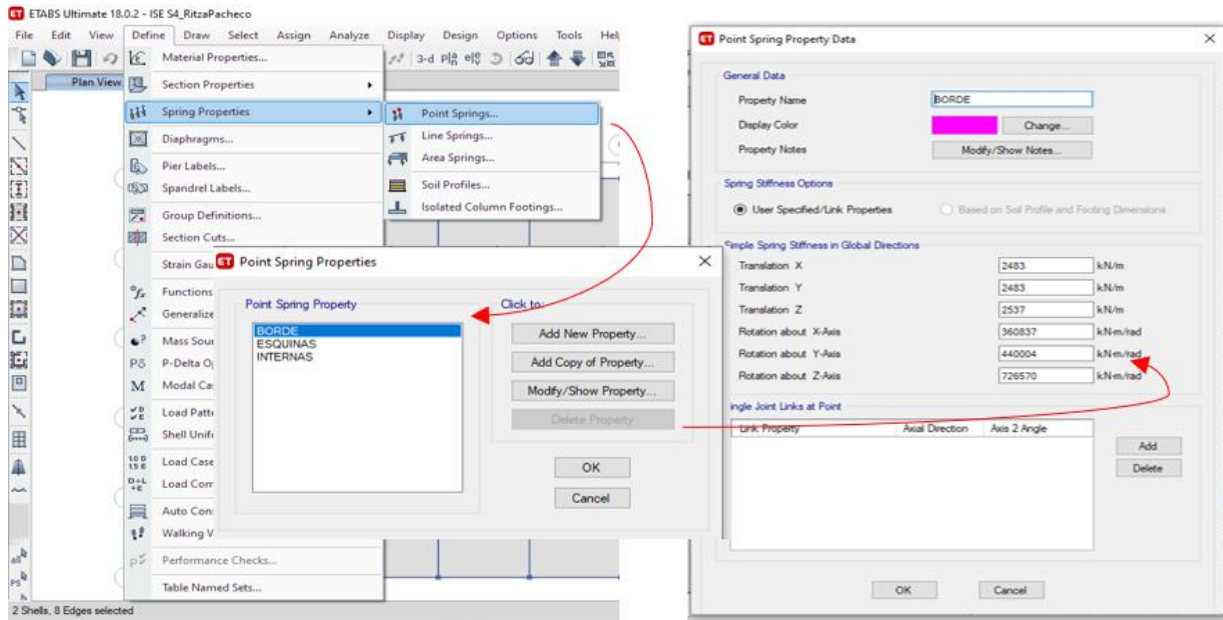 ETABS Ultimate 18.0.2 - ISE S4_RitzaPacheco
File Edit View Define Draw Select Assign Analyze Display Design Options Tools Hel
Plan View
Material Properties...
Section Properties
Spring Properties
Diaphragms...
Pier Labels...
Spandrel Labels...
Group Definitions...
Section Cuts...
Strain Gau
Functions
Generalize
Mass Sour
P-Delta O
Modal Ca
Load Patte
Shell Unif
Load Case
Load Com
Auto Con
Walking V
Performance Checks...
Table Named Sets...
Point Springs...
Line Springs...
Area Springs...
Soil Profiles...
Isolated Column Footings...
3-d
Point Spring Properties
Point Spring Property
BORDE
ESQUINAS
INTERNAS
Click to:
Add New Property...
Add Copy of Property...
Modify/Show Property...
Delete Property
OK
Cancel
2 Shells, 8 Edges selected
Point Spring Property Data
General Data
Property Name BORDE
Display Color Change...
Property Notes Modify/Show Notes...
Spring Stiffness Options
User Specified/Link Properties Based on Soil Profile and Footing Dimensions
Simple Spring Stiffness in Global Directions
Translation X 2483 kN/m
Translation Y 2483 kN/m
Translation Z 2537 kN/m
Rotation about X-Axis 360837 kN-m/rad
Rotation about Y-Axis 440004 kN-m/rad
Rotation about Z-Axis 726570 kN-m/rad
ingle Joint Links at Point
Link Property Axial Direction Axis 2 Angle
Add
Delete
OK Cancel